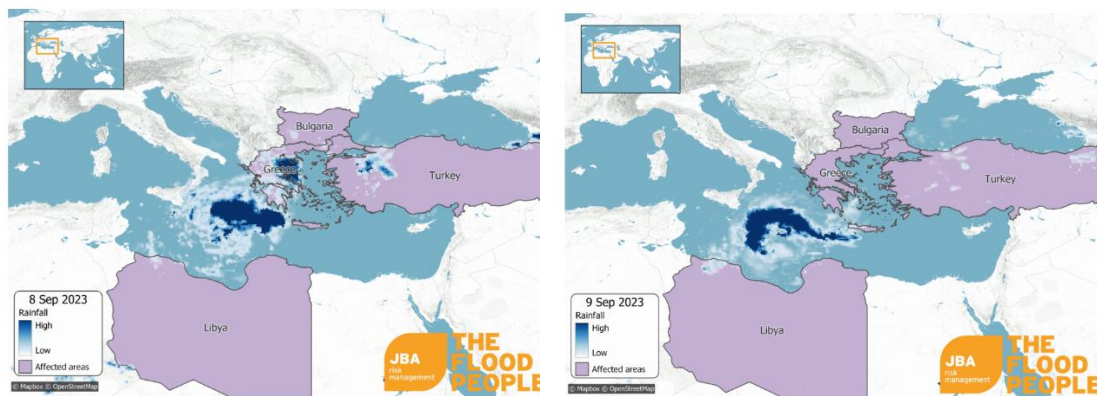 Bulgaria
Greece
Turkey
Libya
8 Sep 2023
Rainfall
High
Low
Affected areas
© Mapbox © OpenStreetMap
JBA
risk
management
THE
FLOOD
PEOPLE
Bulgaria
Greece
Turkey
Libya
9 Sep 2023
Rainfall
High
Low
Affected areas
© Mapbox © OpenStreetMap
JBA
risk
management
THE
FLOOD
PEOPLE